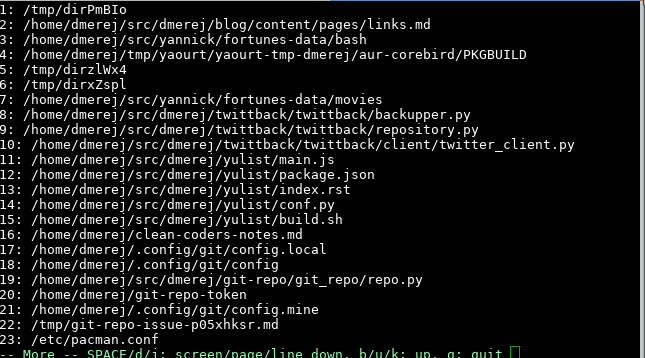 1: /tmp/dirPmBIo
2: /home/dmerej/src/dmerej/blog/content/pages/links.md
3: /home/dmerej/src/yannick/fortunes-data/bash
4: /home/dmerej/tmp/yaourt/yaourt-tmp-dmerej/aur-corebird/PKGBUILD
5: /tmp/dirzlWx4
6: /tmp/dirxZspl
7: /home/dmerej/src/yannick/fortunes-data/movies
8: /home/dmerej/src/dmerej/twittback/twittback/backupper.py
9: /home/dmerej/src/dmerej/twittback/twittback/repository.py
10: /home/dmerej/src/dmerej/twittback/twittback/client/twitter_client.py
11: /home/dmerej/src/dmerej/yulist/main.js
12: /home/dmerej/src/dmerej/yulist/package.json
13: /home/dmerej/src/dmerej/yulist/index.rst
14: /home/dmerej/src/dmerej/yulist/conf.py
15: /home/dmerej/src/dmerej/yulist/build.sh
16: /home/dmerej/clean-coders-notes.md
17: /home/dmerej/.config/git/config.local
18: /home/dmerej/.config/git/config
19: /home/dmerej/src/dmerej/git-repo/git_repo/repo.py
20: /home/dmerej/git-repo-token
21: /home/dmerej/.config/git/config.mine
22: /tmp/git-repo-issue-p05xhksr.md
23: /etc/pacman.conf
-- More -- SPACE/d/j: screen/page/line down, b/u/k: up, q: quit